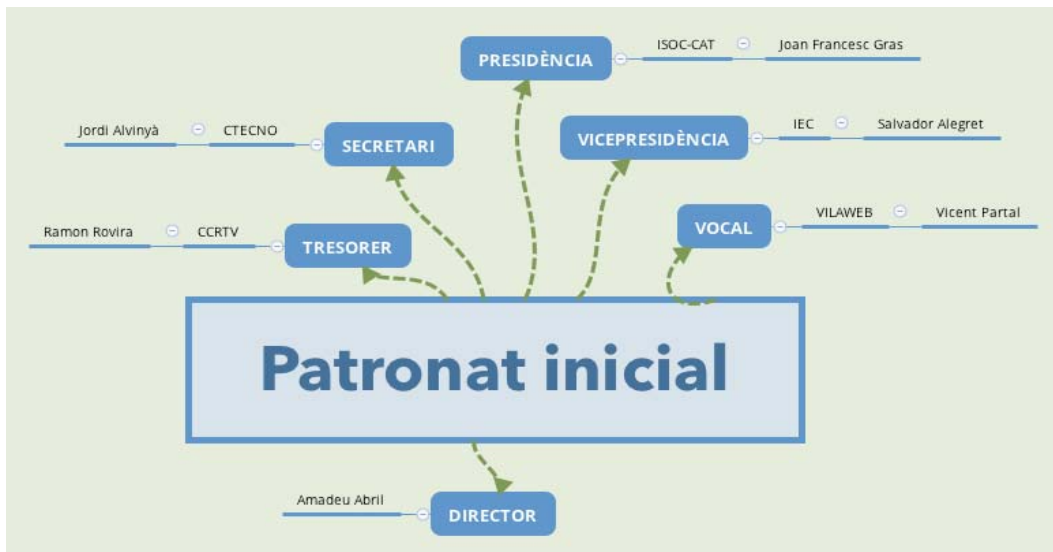 PRESIDÈNCIA
ISOC-CAT
Joan Francesc Gras
Jordi Alvinyà
CTECNO
SECRETARI
VICEPRESIDÈNCIA
IEC
Salvador Alegret
Ramon Rovira
CCRTV
TRESORER
VOCAL
VILAWEB
Vicent Partal
Patronat inicial
Amadeu Abril
DIRECTOR